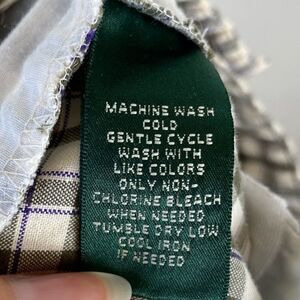 MACHINE WASH
COLD
GENTLE CYCLE
WASH WITH
LIKE COLORS
ONLY NON-
CHLORINE BLEACH
WHEN NEEDED
TUMBLE DRY LOW
COOL IRON
IF NEEDED